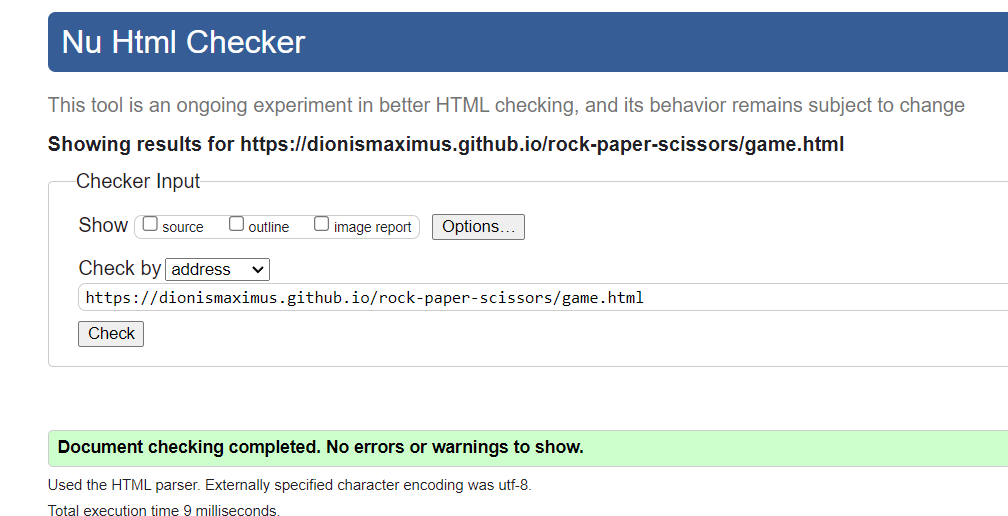 Nu Html Checker
This tool is an ongoing experiment in better HTML checking, and its behavior remains subject to change
Showing results for https://dionismaximus.github.io/rock-paper-scissors/game.html
Checker Input
Show source outline image report Options...
Check by address
https://dionismaximus.github.io/rock-paper-scissors/game.html
Check
Document checking completed. No errors or warnings to show.
Used the HTML parser. Externally specified character encoding was utf-8.
Total execution time 9 milliseconds.